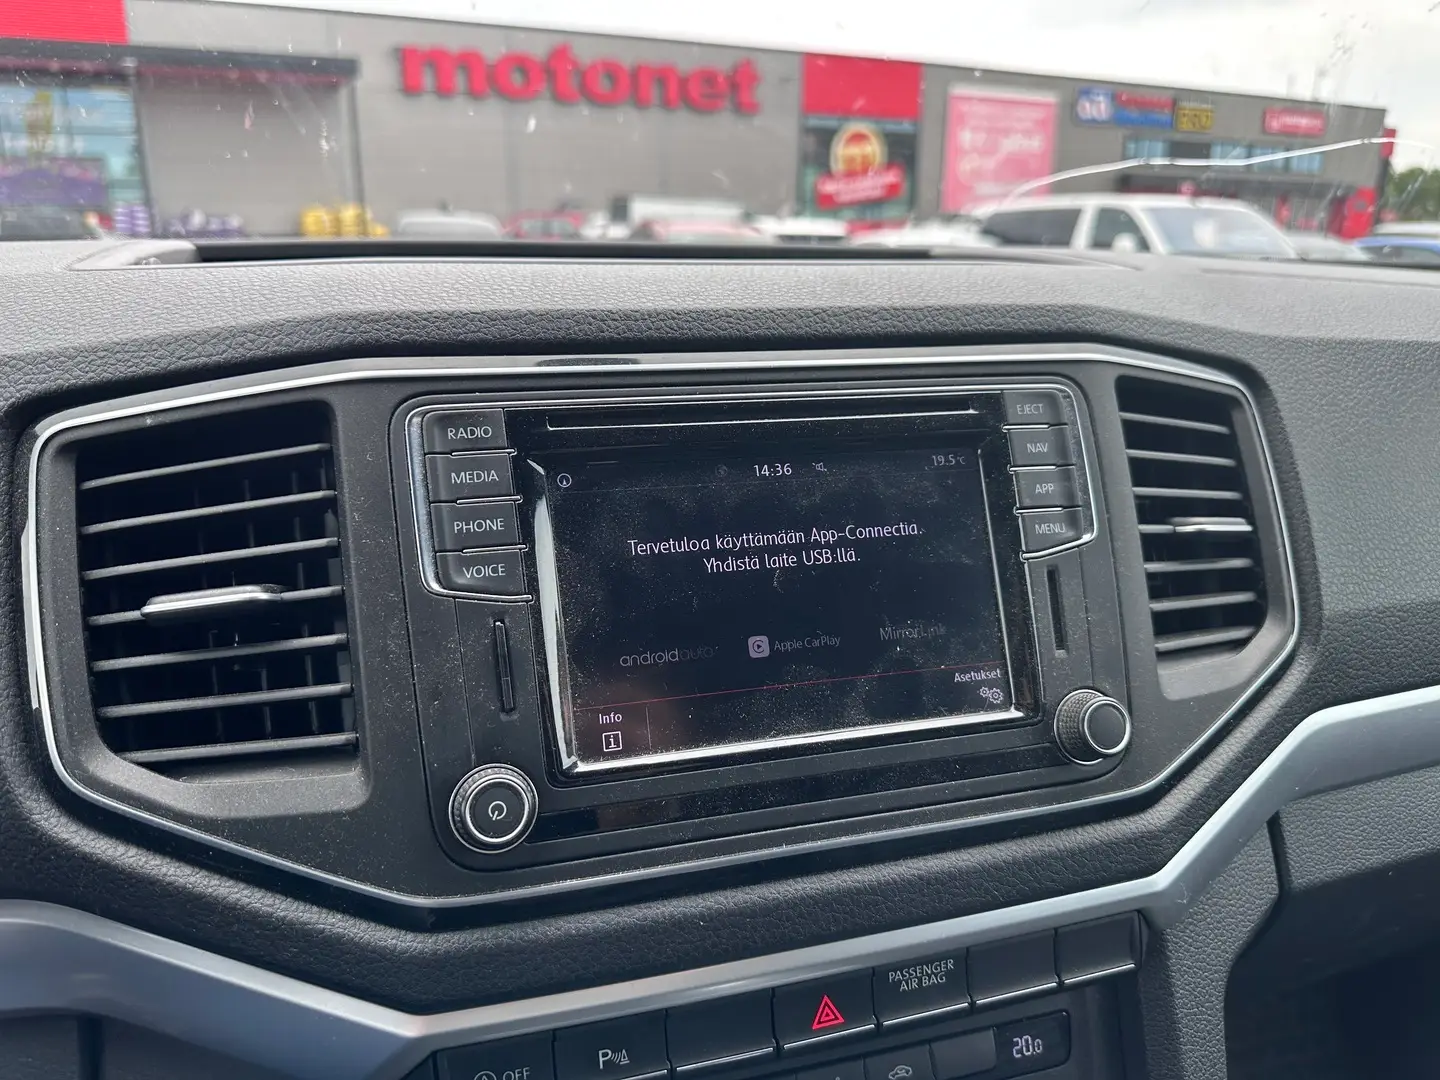 motonet
RADIO
MEDIA
PHONE
VOICE
EJECT
NAV
APP
MENU
14:36
19.5°C
Tervetuloa käyttämään App-Connectia.
Yhdistä laite USB:llä.
androidauto
Apple CarPlay
MirrorLink
Asetukset
Info
i
PASSENGER
AIR BAG
P
OFF
20.0